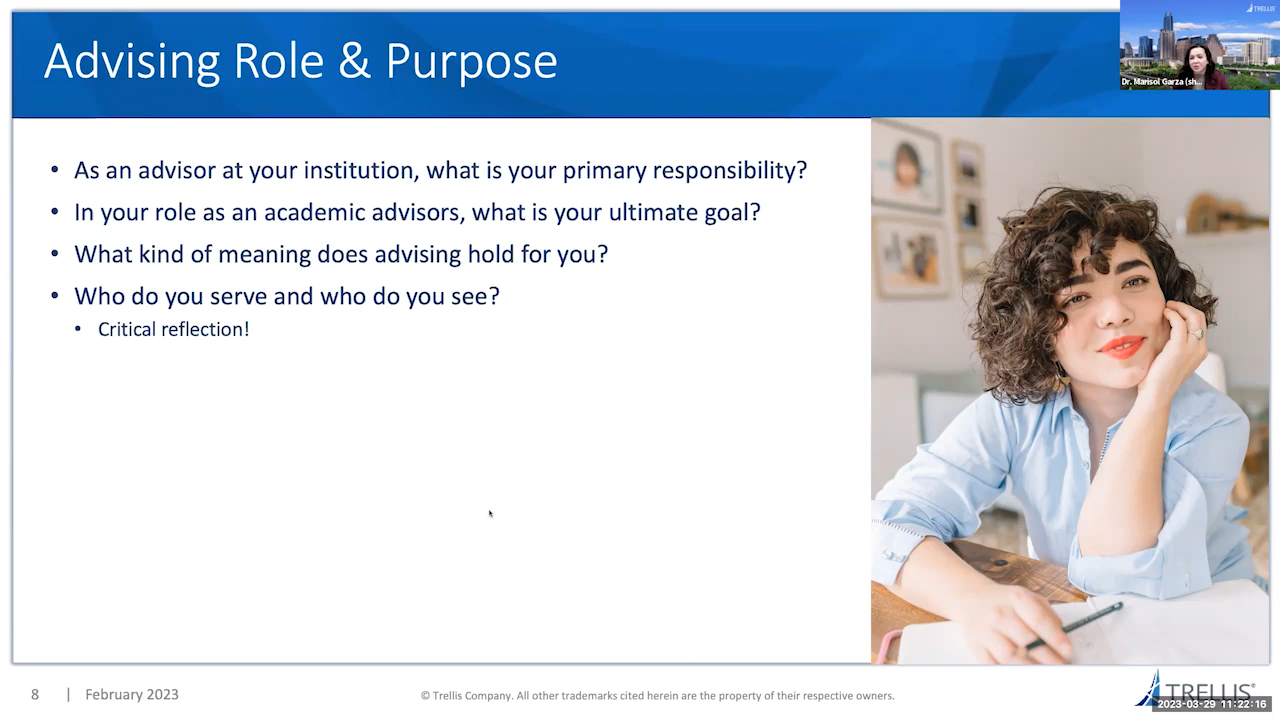 Advising Role & Purpose
TRELLIS
Dr. Marisol Garza (sh...
• As an advisor at your institution, what is your primary responsibility?
• In your role as an academic advisors, what is your ultimate goal?
• What kind of meaning does advising hold for you?
• Who do you serve and who do you see?
• Critical reflection!
8 | February 2023
© Trellis Company. All other trademarks cited herein are the property of their respective owners.
TRELLIS®
2023-03-29 11:22:16